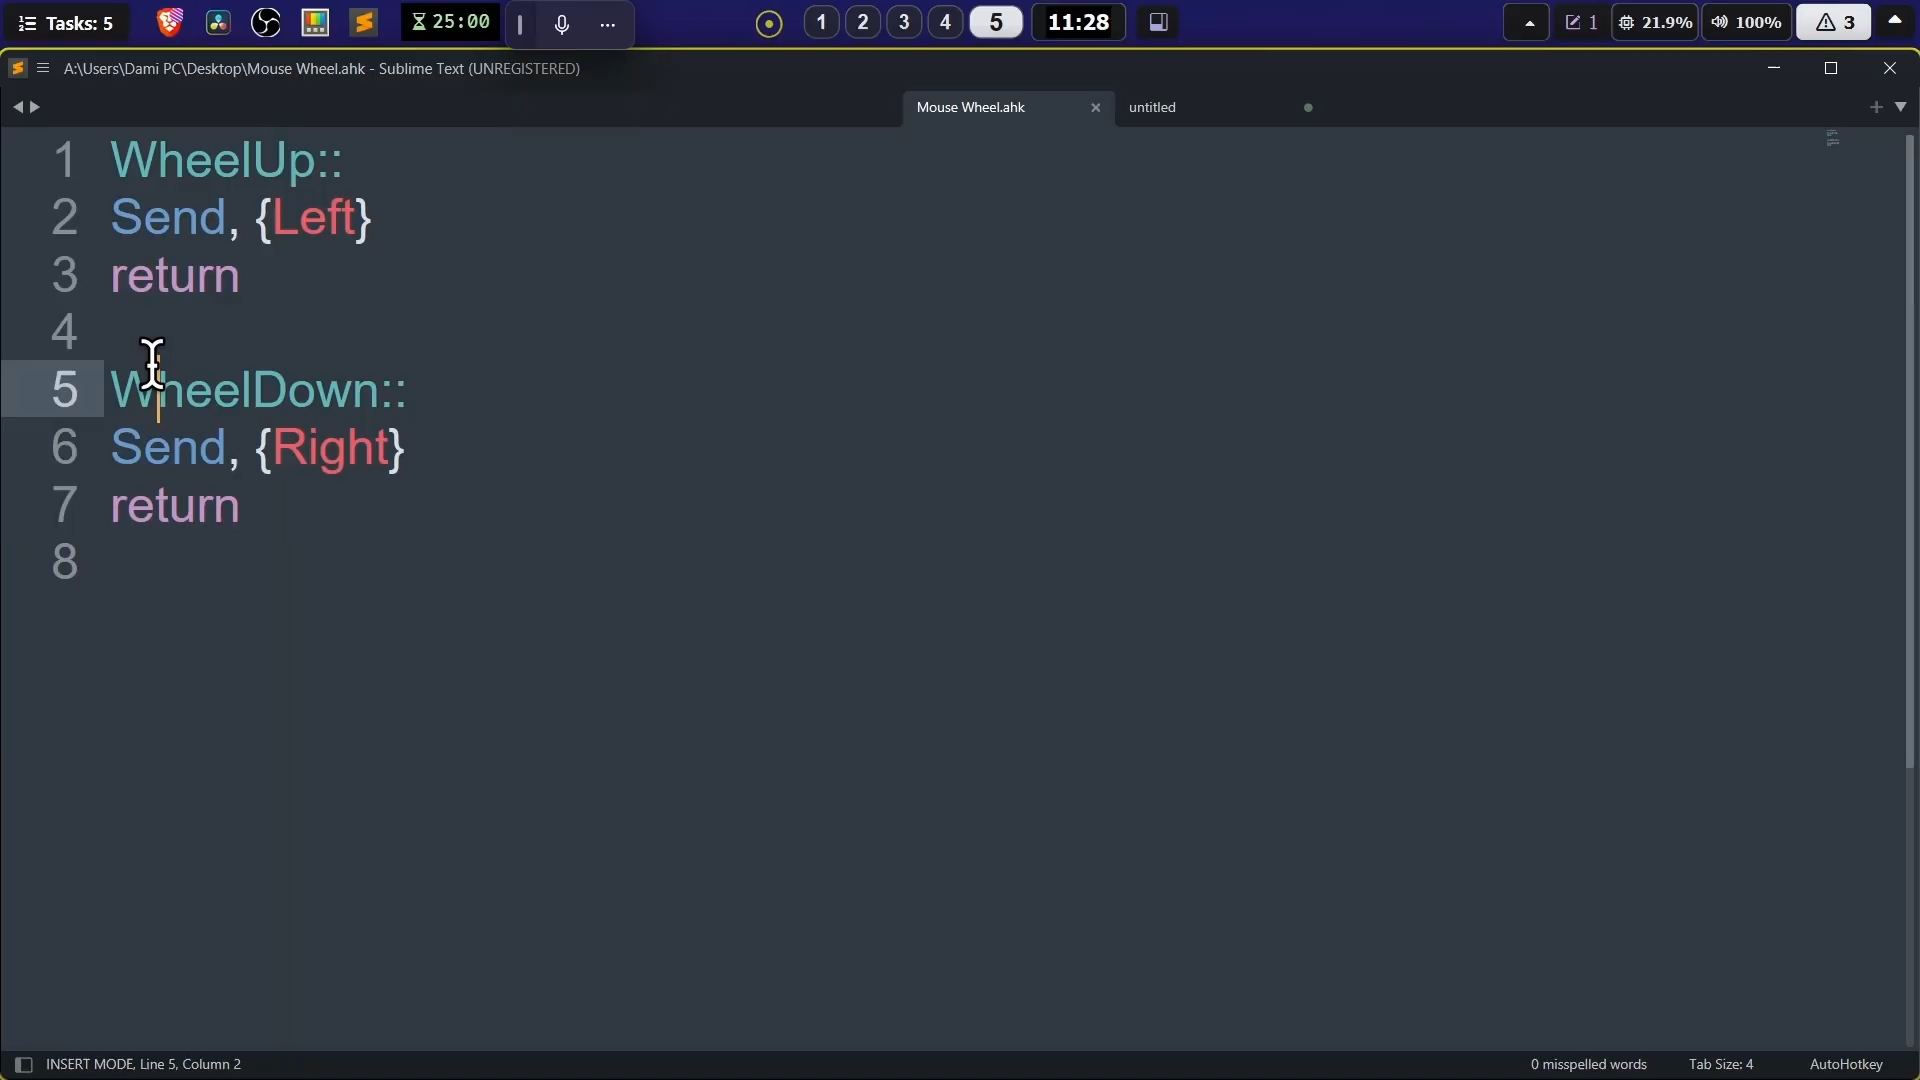 Tasks: 5
25:00
1
2
3
4
5
11:28
1
21.9%
100%
3
A:\Users\Dami PC\Desktop\Mouse Wheel.ahk - Sublime Text (UNREGISTERED)
Mouse Wheel.ahk
untitled
1 WheelUp::
2 Send, {Left}
3 return
4
5 WheelDown::
6 Send, {Right}
7 return
8
INSERT MODE, Line 5, Column 2
0 misspelled words
Tab Size: 4
AutoHotkey